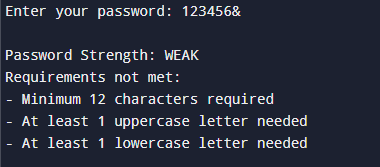 Enter your password: 123456&
Password Strength: WEAK
Requirements not met:
- Minimum 12 characters required
- At least 1 uppercase letter needed
- At least 1 lowercase letter needed